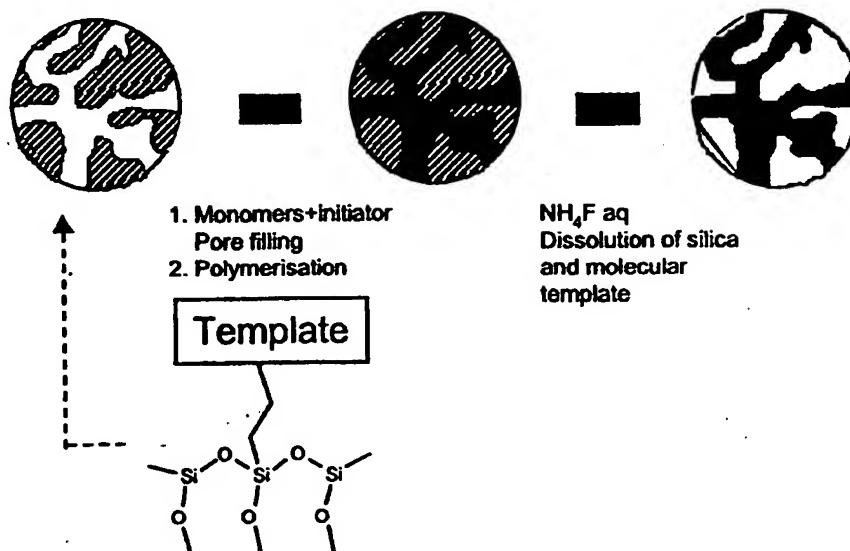 1. Monomers+initiator
Pore filling
2. Polymerisation
NH₄F aq
Dissolution of silica
and molecular
template
Template
O O
Si Si Si
O O O